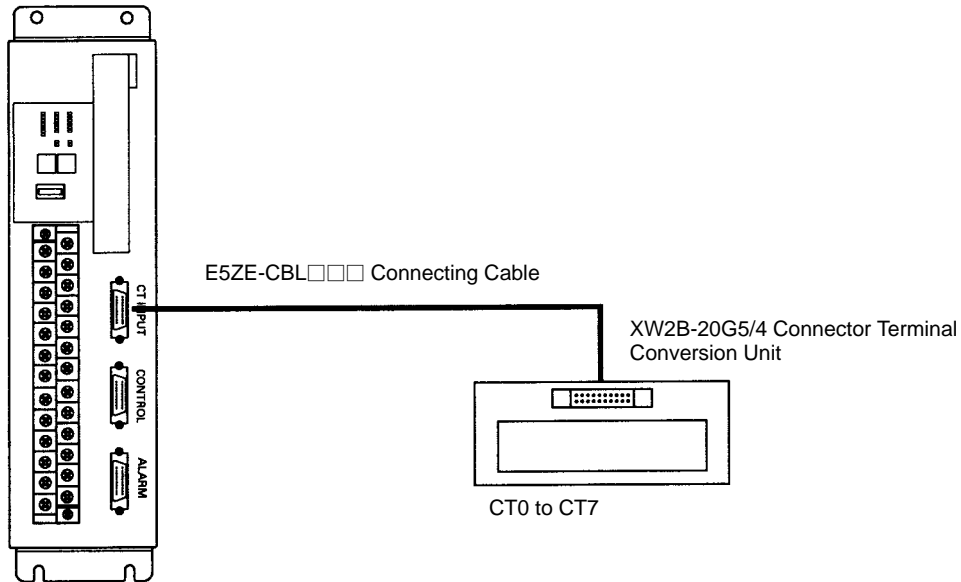 E5ZE-CBL□□□ Connecting Cable
CT INPUT
XW2B-20G5/4 Connector Terminal
Conversion Unit
CONTROL
ALARM
CT0 to CT7